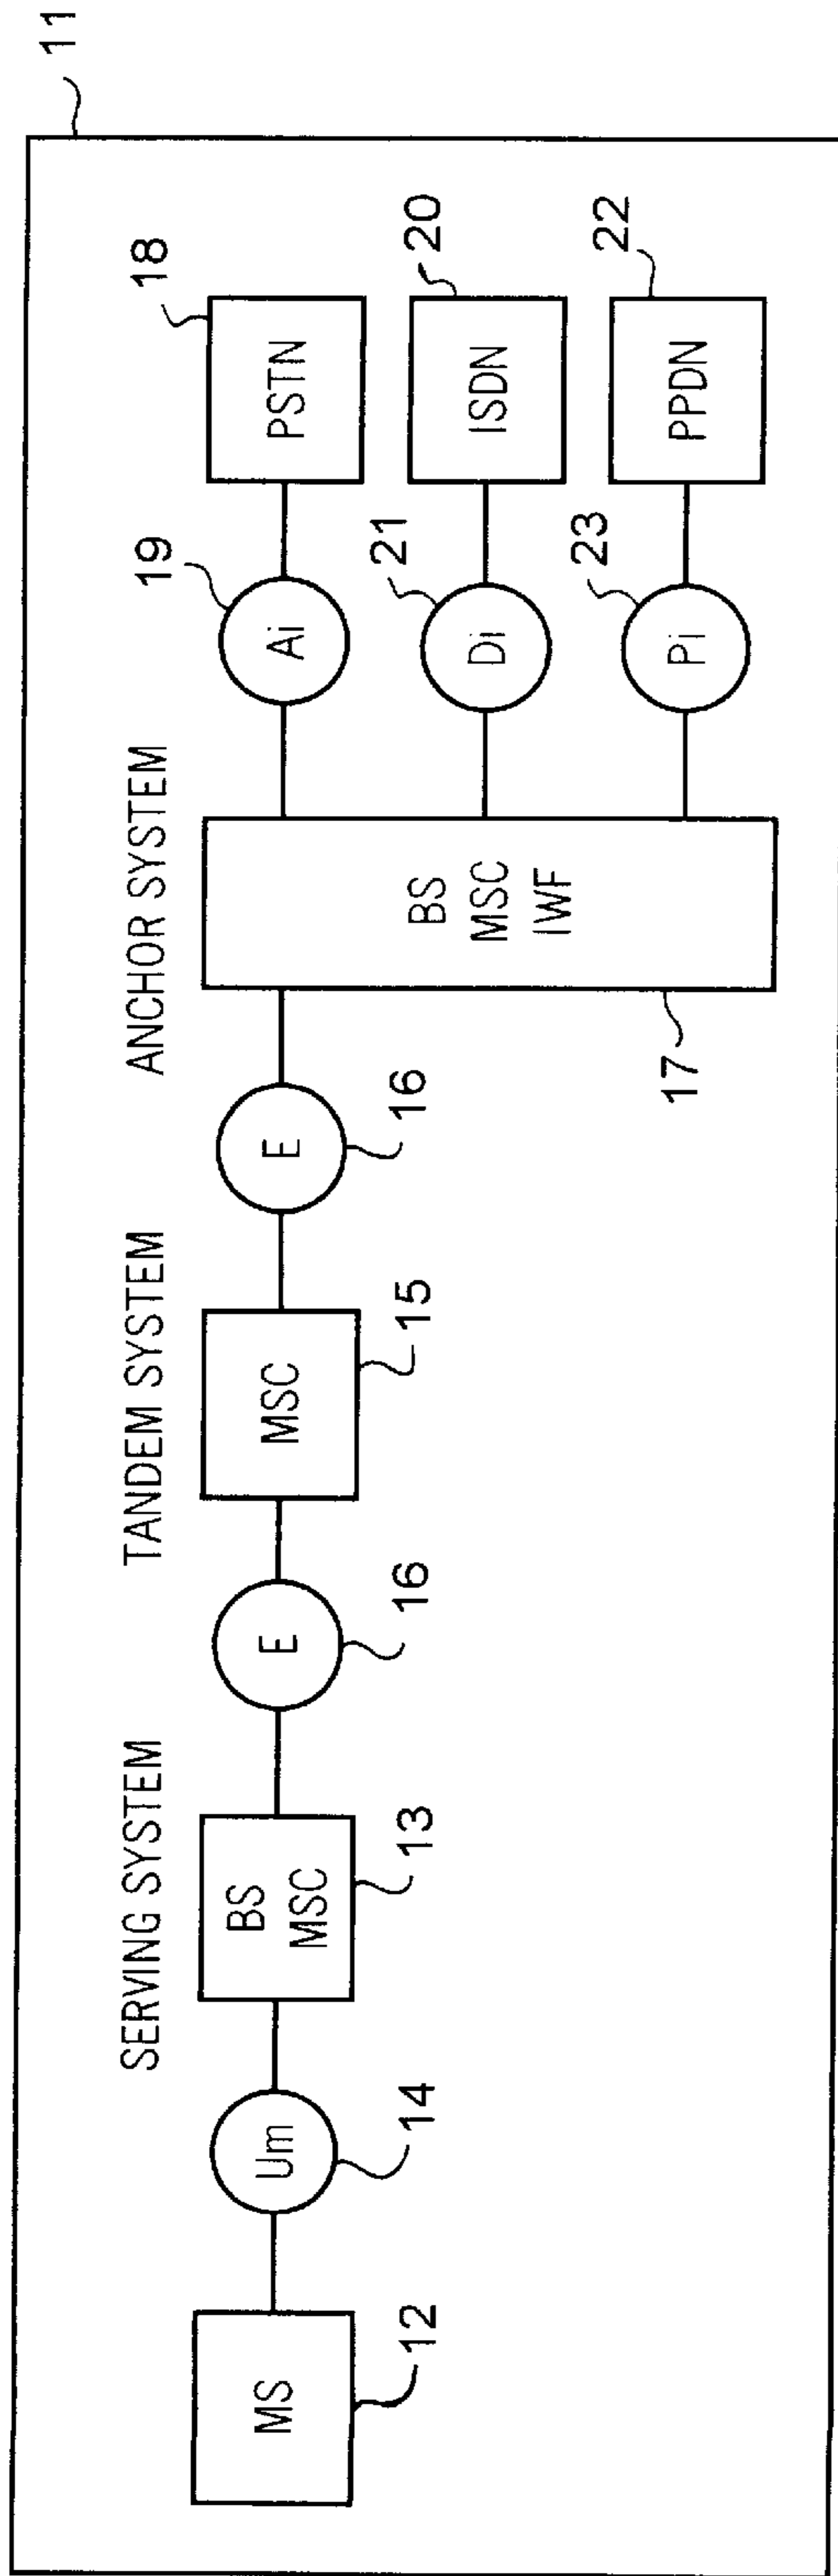 11
SERVING SYSTEM
TANDEM SYSTEM
ANCHOR SYSTEM
MS
12
Um
14
BS
MSC
13
E
16
MSC
15
E
16
BS
MSC
IWF
17
Ai
19
PSTN
18
Di
21
ISDN
20
Pi
23
PPDN
22